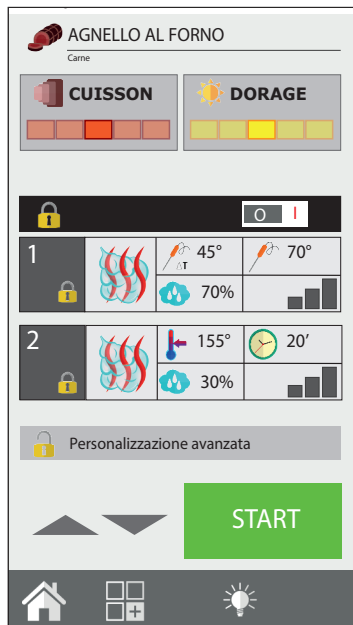 AGNELLO AL FORNO
Carne
CUISSON DORAGE
O I
1 ΔT 45° 70°
70%
2 155° 20’
30%
Personalizzazione avanzata
START